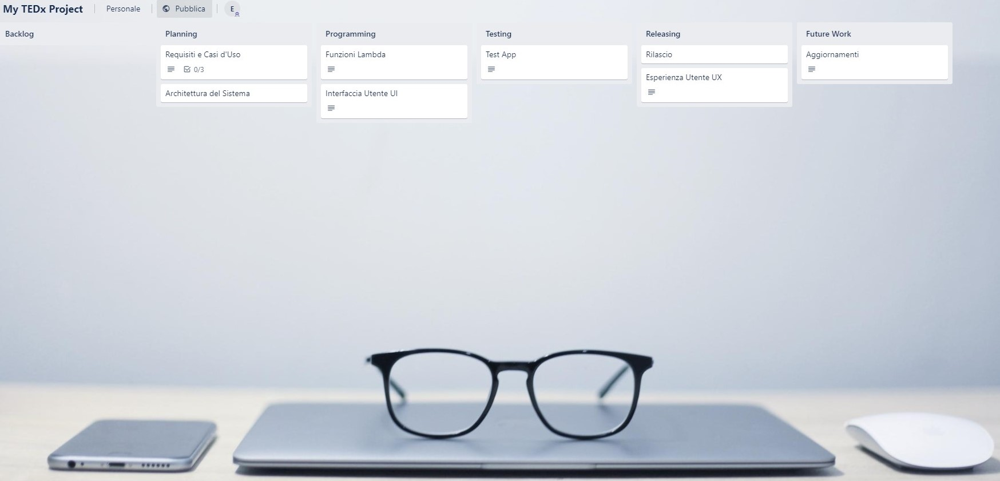 My TEDx Project
Personale
Pubblica
E
Backlog
Planning
Requisiti e Casi d'Uso
0/3
Architettura del Sistema
Programming
Funzioni Lambda
Interfaccia Utente UI
Testing
Test App
Releasing
Rilascio
Esperienza Utente UX
Future Work
Aggiornamenti